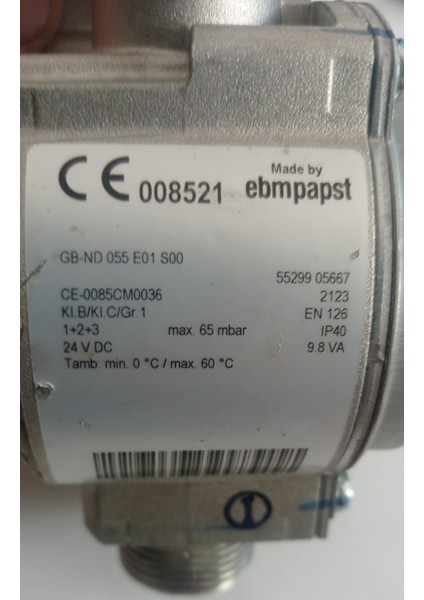 CE 008521
Made by
ebmpapst
GB-ND 055 E01 S00
55299 05667
CE-0085CM0036 2123
Kl.B/Kl.C/Gr.1 EN 126
1+2+3 max. 65 mbar IP40
24 V DC 9.8 VA
Tamb: min. 0 °C / max. 60 °C